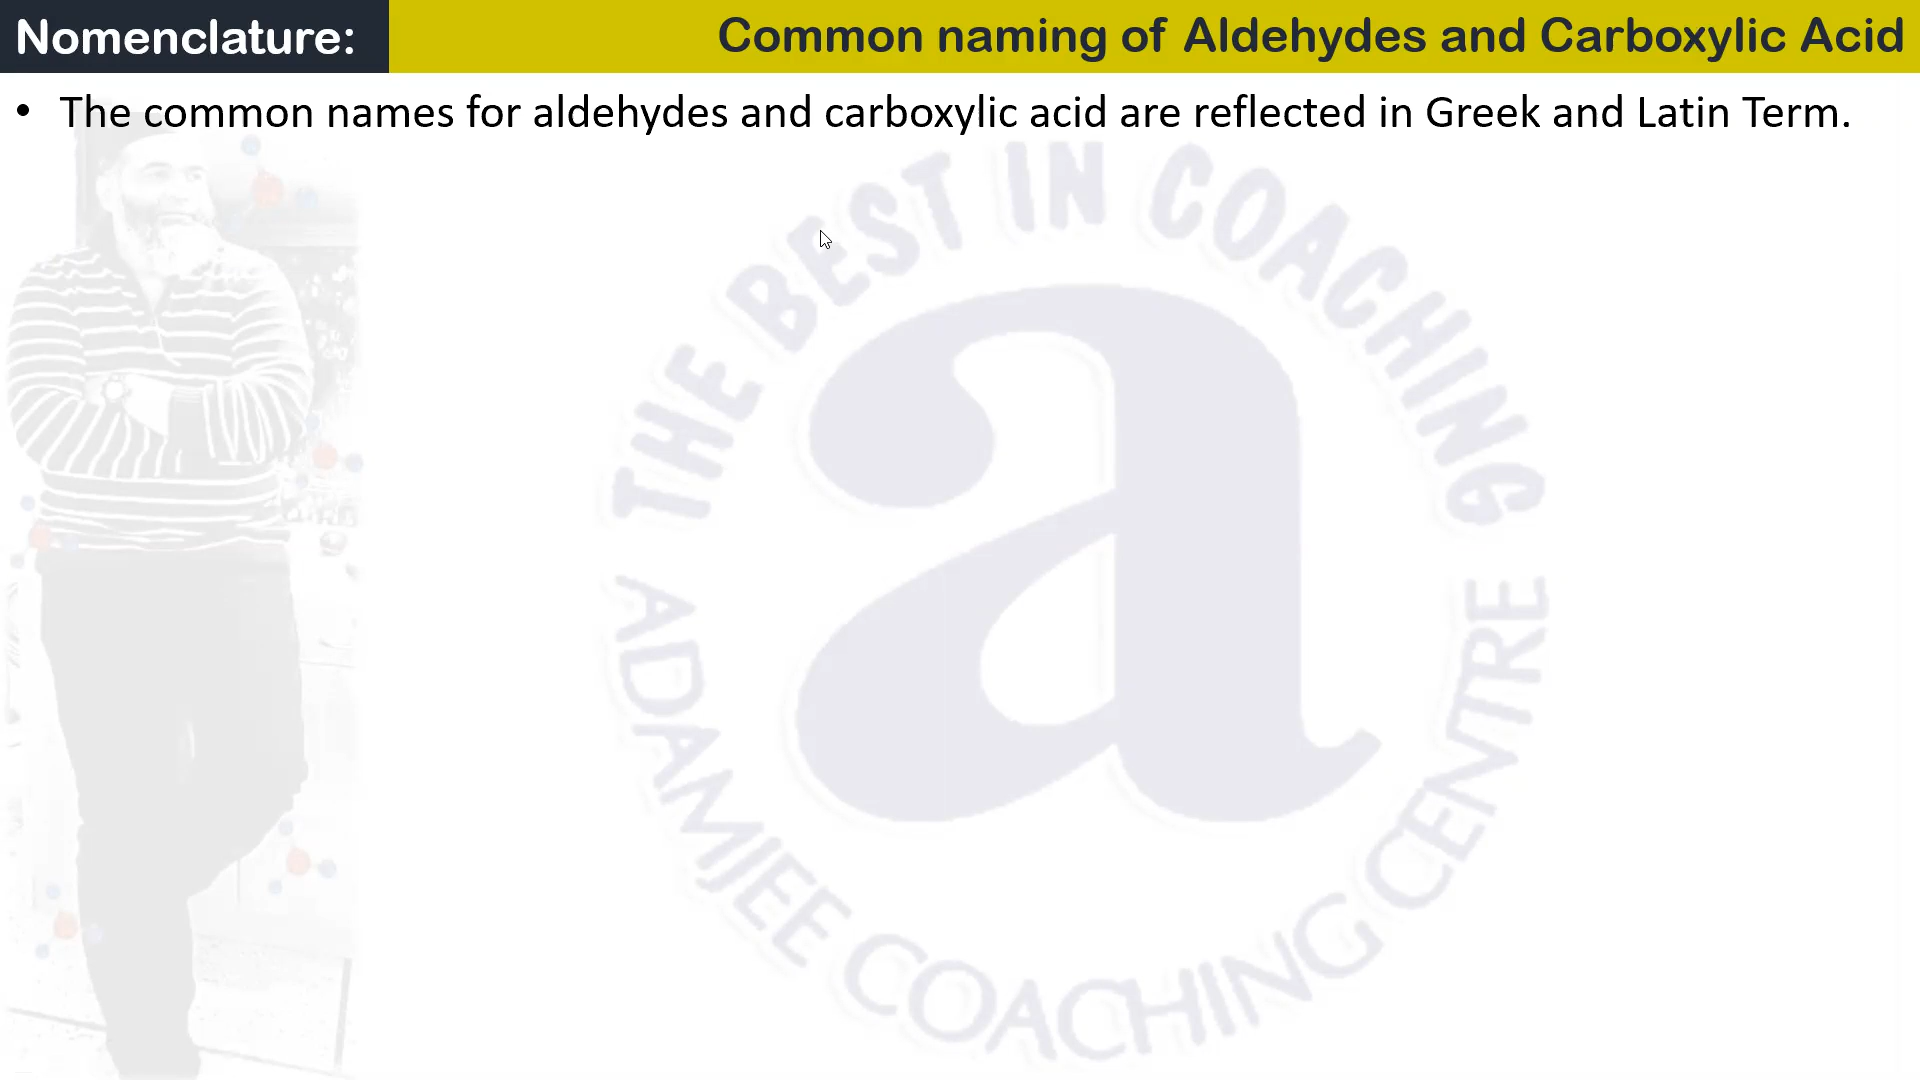 Nomenclature:
Common naming of Aldehydes and Carboxylic Acid
• The common names for aldehydes and carboxylic acid are reflected in Greek and Latin Term.
THE BEST IN COACHING
a
ADAMJEE COACHING CENTRE